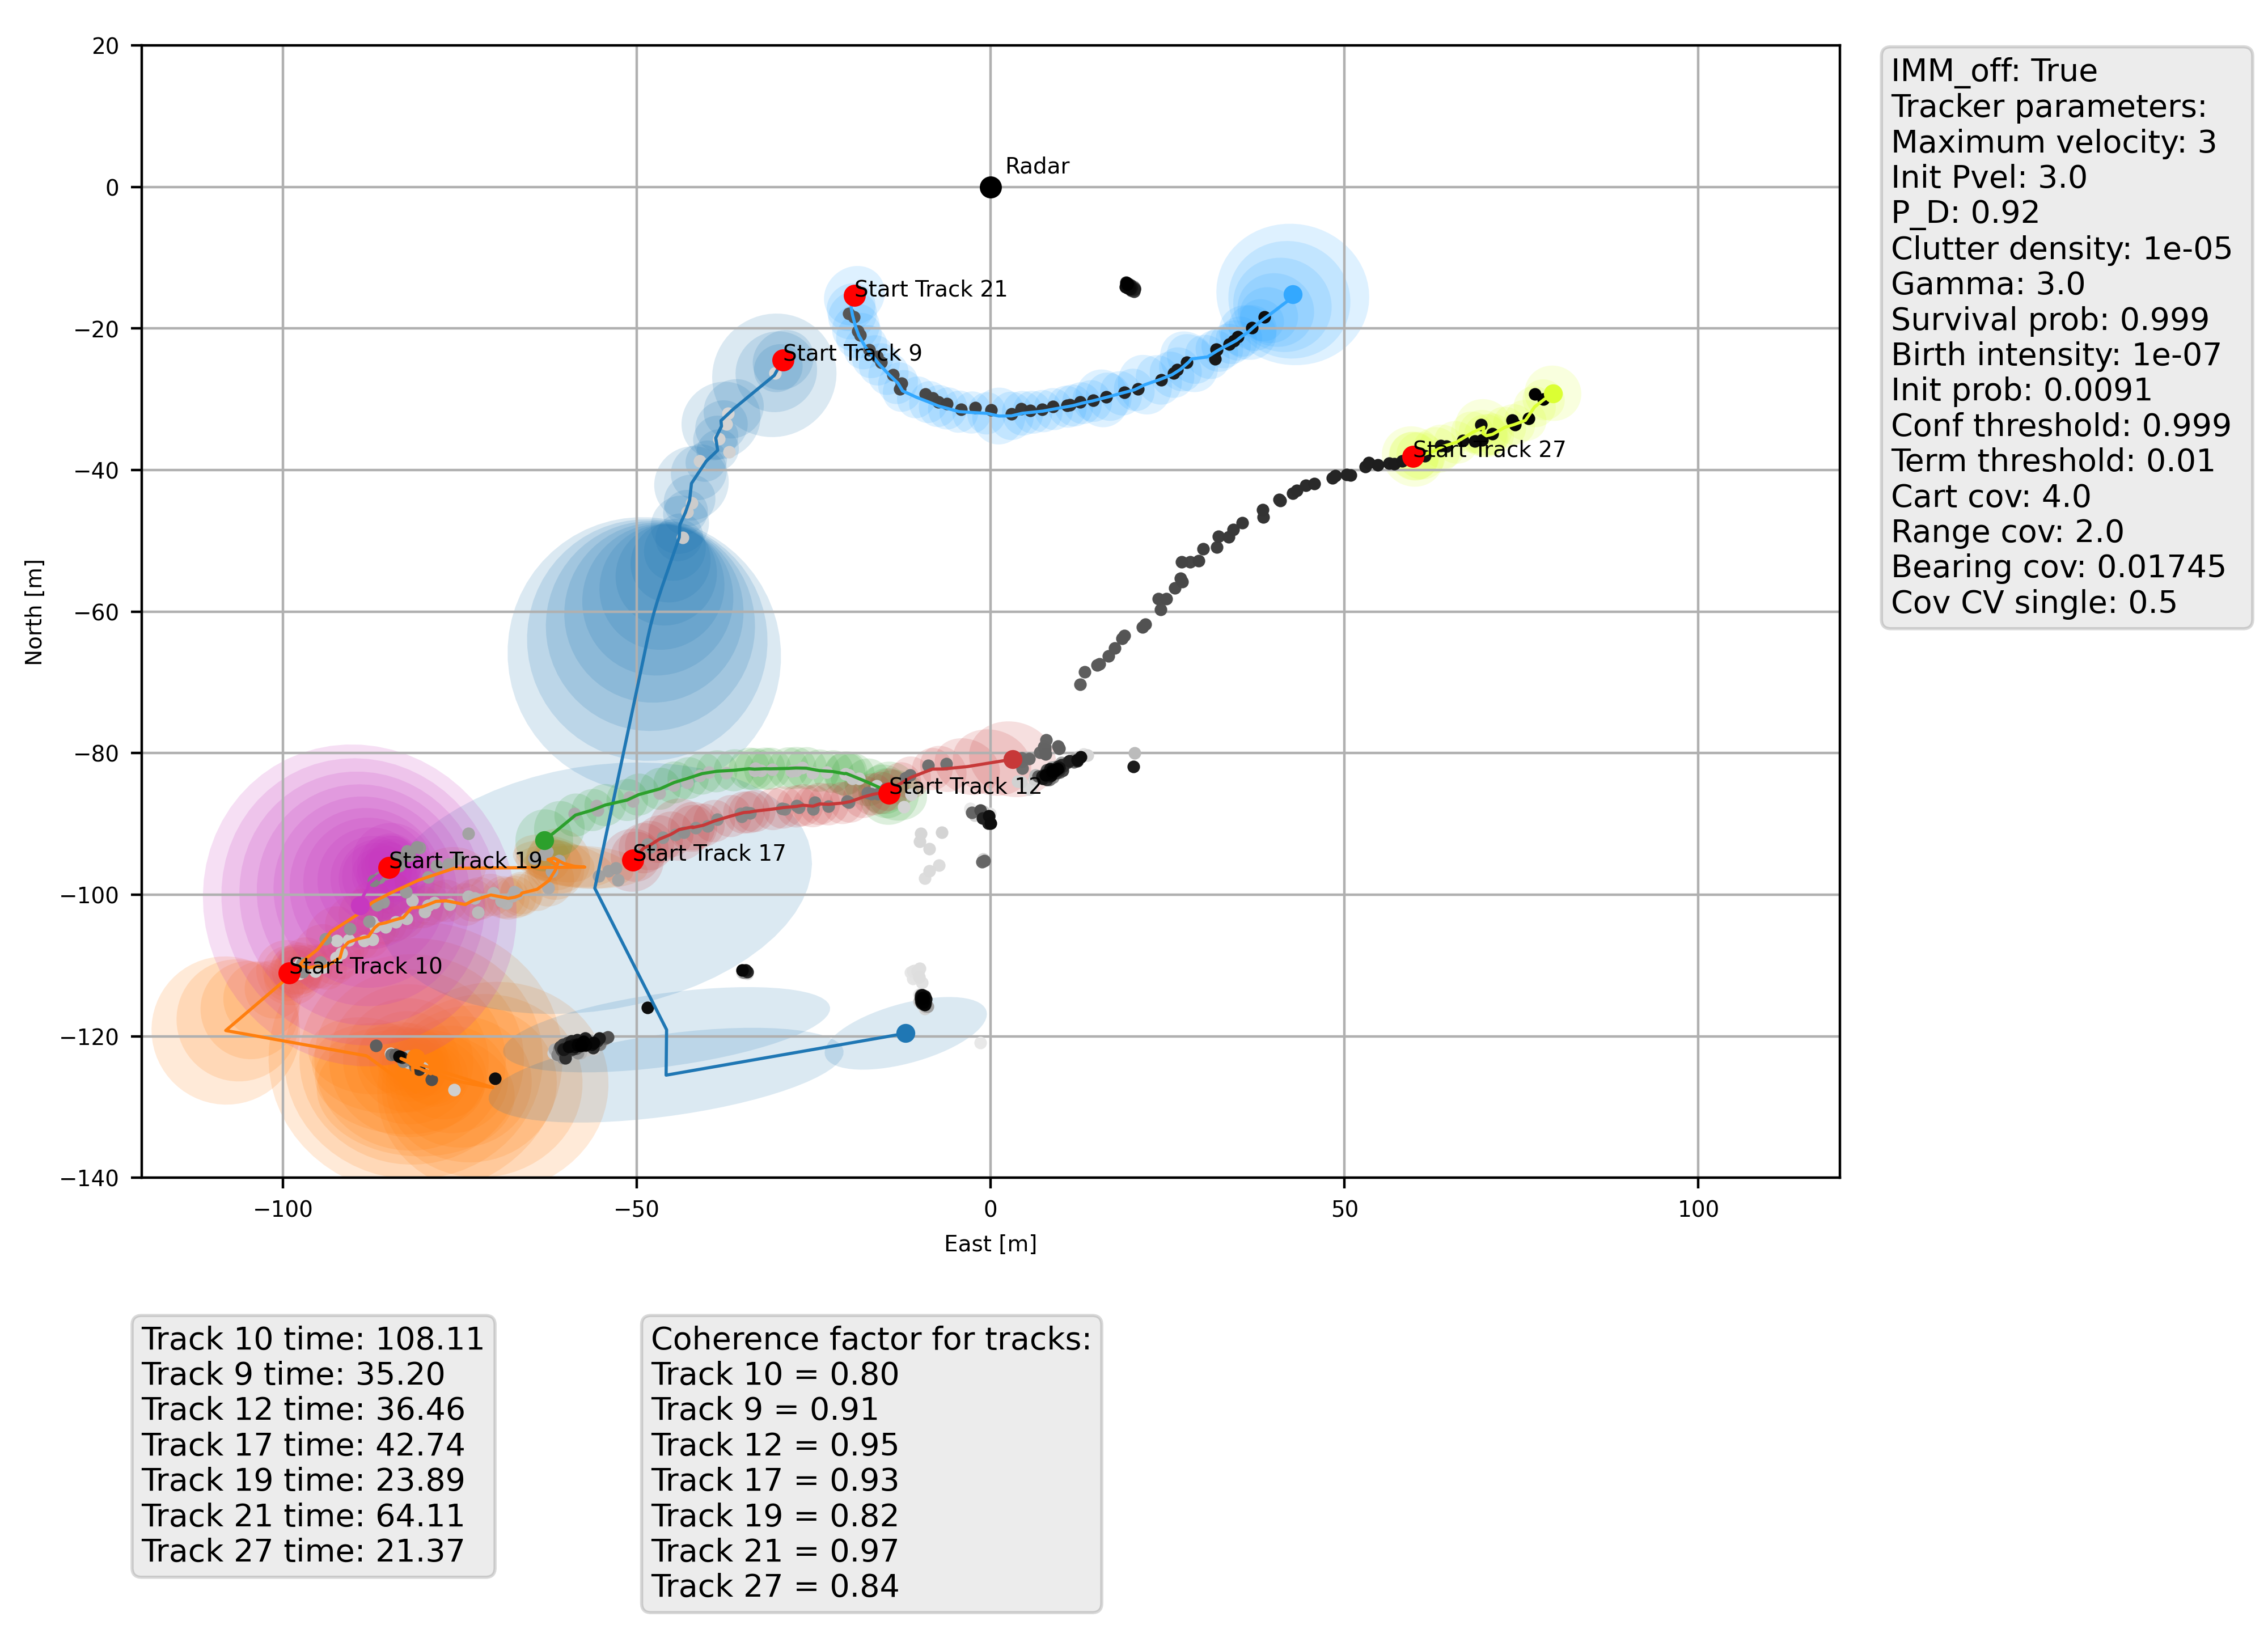 20
0
−20
−40
−60
−80
−100
−120
−140
North [m]
−100
−50
0
50
100
East [m]
Radar
Start Track 21
Start Track 9
Start Track 27
Start Track 12
Start Track 17
Start Track 19
Start Track 10
IMM_off: True
Tracker parameters:
Maximum velocity: 3
Init Pvel: 3.0
P_D: 0.92
Clutter density: 1e-05
Gamma: 3.0
Survival prob: 0.999
Birth intensity: 1e-07
Init prob: 0.0091
Conf threshold: 0.999
Term threshold: 0.01
Cart cov: 4.0
Range cov: 2.0
Bearing cov: 0.01745
Cov CV single: 0.5
Track 10 time: 108.11
Track 9 time: 35.20
Track 12 time: 36.46
Track 17 time: 42.74
Track 19 time: 23.89
Track 21 time: 64.11
Track 27 time: 21.37
Coherence factor for tracks:
Track 10 = 0.80
Track 9 = 0.91
Track 12 = 0.95
Track 17 = 0.93
Track 19 = 0.82
Track 21 = 0.97
Track 27 = 0.84